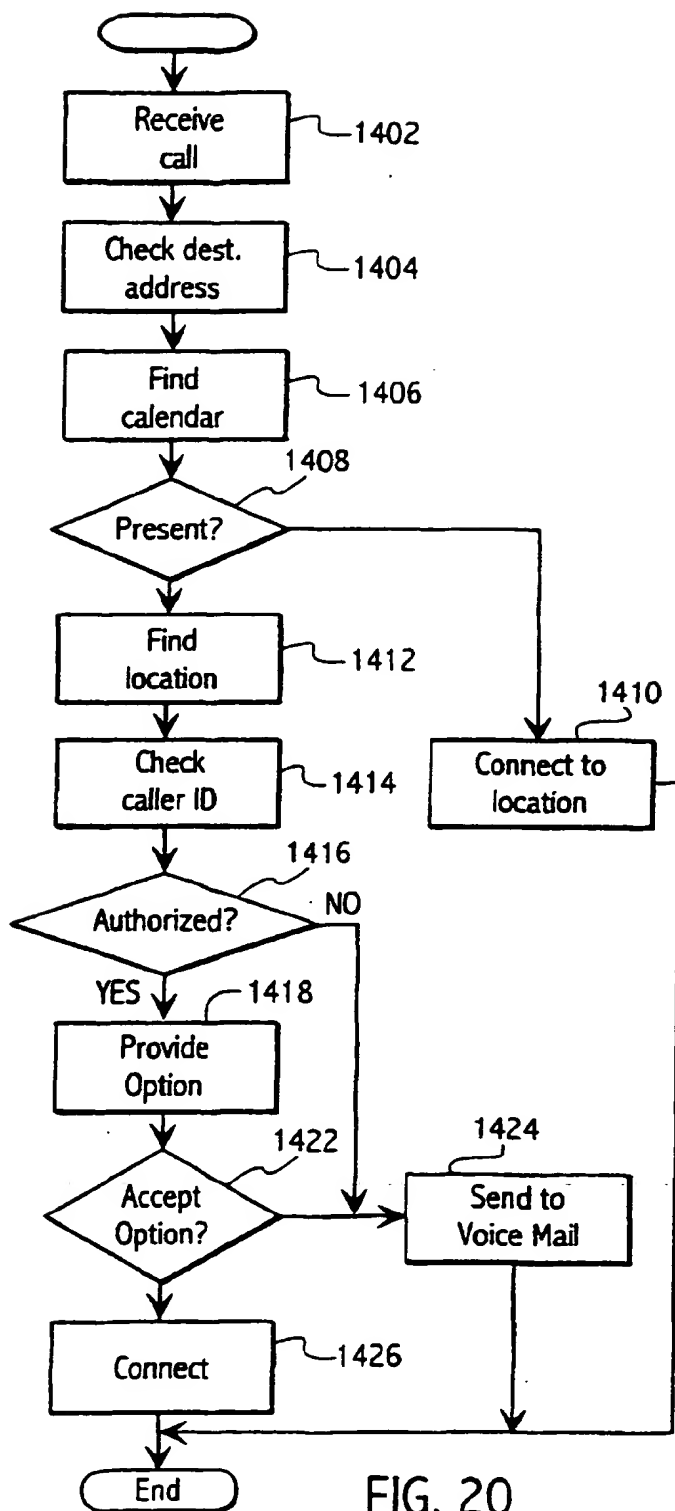 Receive
call
1402
Check dest.
address
1404
Find
calendar
1406
1408
Present?
Find
location
1412
1410
Connect to
location
Check
caller ID
1414
1416
Authorized?
NO
YES
1418
Provide
Option
1422
Accept
Option?
1424
Send to
Voice Mail
Connect
1426
End
FIG. 20